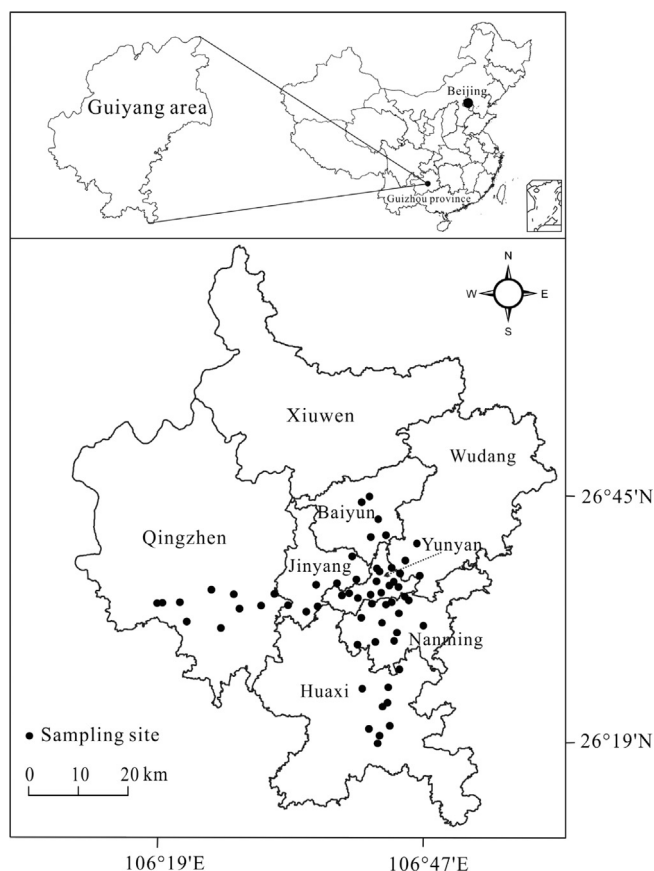 Guiyang area
Beijing
Guizhou province
N
W E
S
Xiuwen
Wudang
26°45'N
Baiyun
Qingzhen
Yunyan
Jinyang
Nanming
Huaxi
Sampling site
26°19'N
0 10 20 km
106°19'E 106°47'E